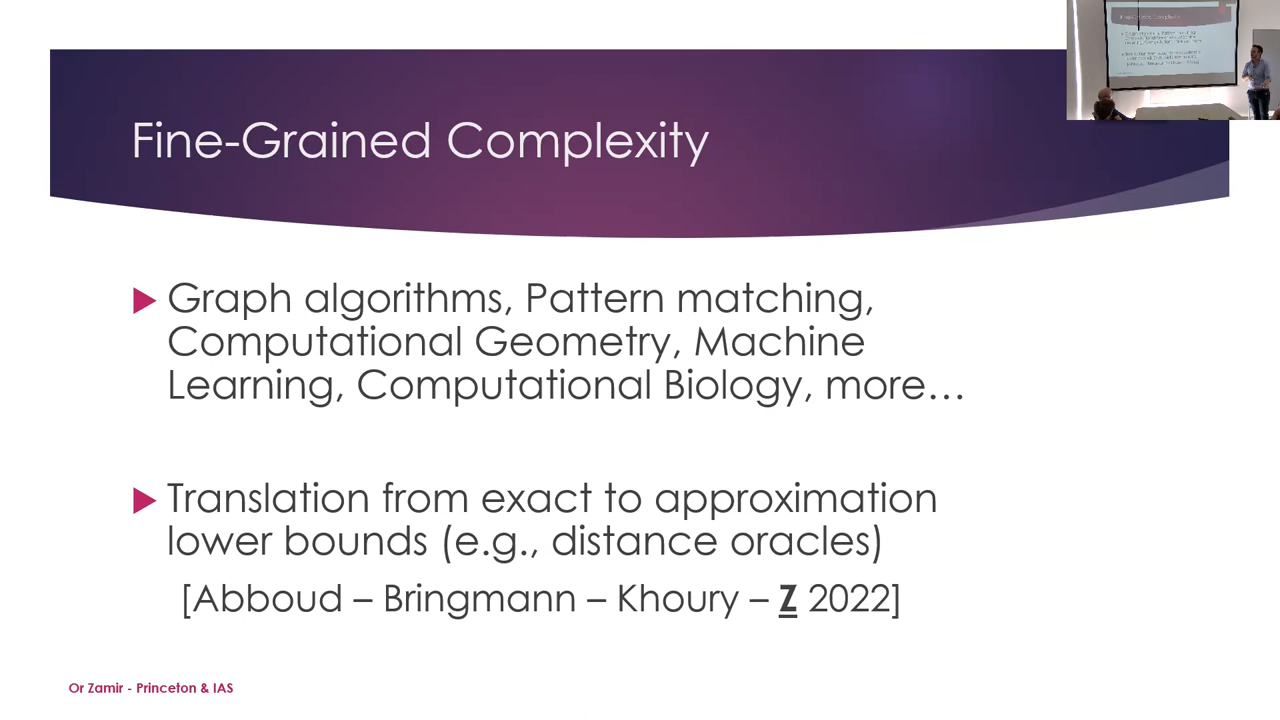 Fine-Grained Complexity
Graph algorithms, Pattern matching,
Computational Geometry, Machine
Learning, Computational Biology, more…
Translation from exact to approximation
lower bounds (e.g., distance oracles)
[Abboud – Bringmann – Khoury – Z 2022]
Or Zamir - Princeton & IAS